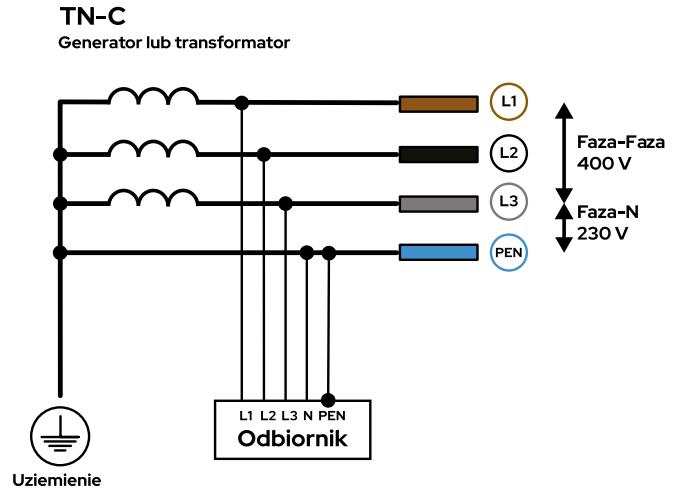 TN-C
Generator lub transformator
L1
L2
Faza-Faza
400 V
L3
Faza-N
230 V
PEN
L1 L2 L3 N PEN
Odbiornik
Uziemienie